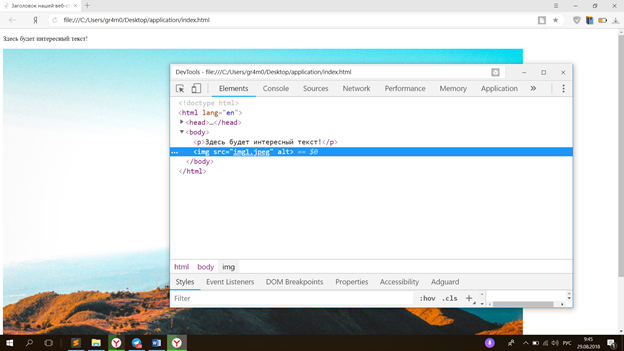 Заголовок нашей веб-ст
file:///C:/Users/gr4m0/Desktop/application/index.html
Здесь будет интересный текст!
DevTools - file:///C:/Users/gr4m0/Desktop/application/index.html
Elements Console Sources Network Performance Memory Application »
<!doctype html>
<html lang="en">
<head>…</head>
<body>
<p>Здесь будет интересный текст!</p>
<img src="img1.jpeg" alt> == $0
</body>
</html>
html body img
Styles Event Listeners DOM Breakpoints Properties Accessibility Adguard
Filter :hov .cls +
РУС 9:45
29.08.2018